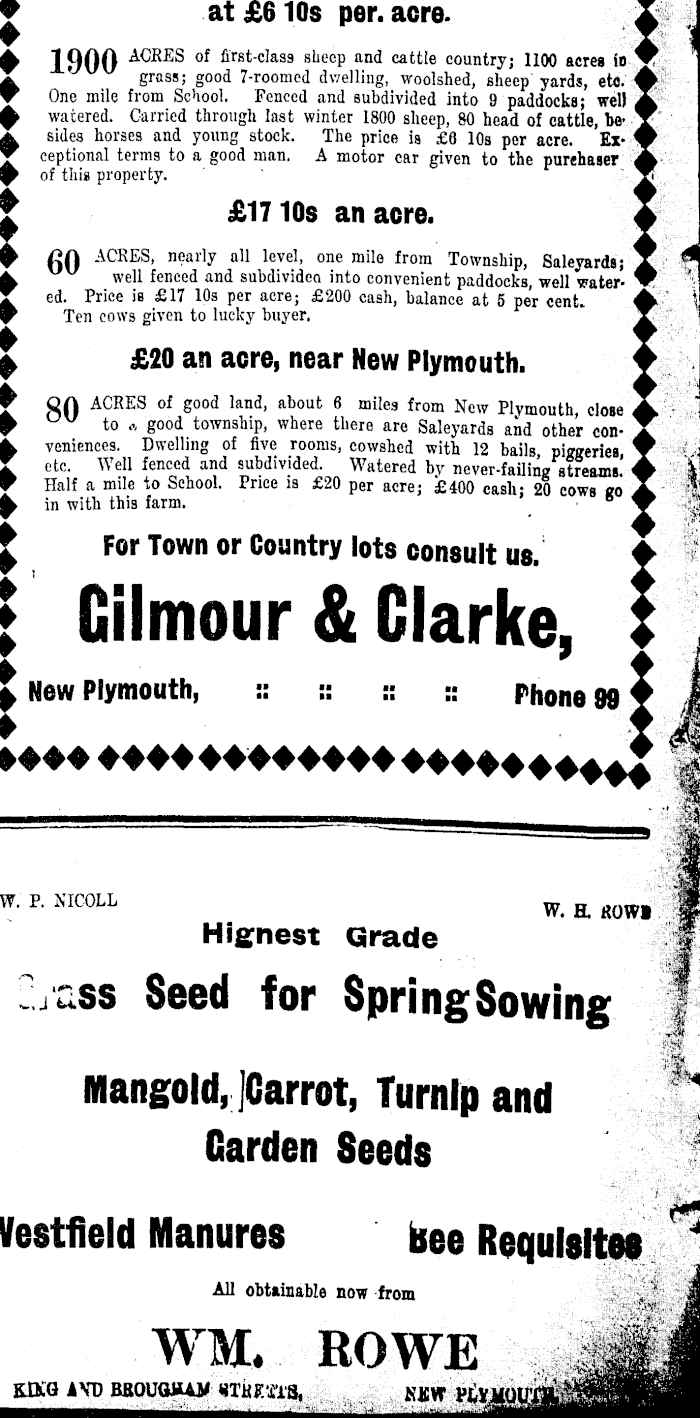 at £6 10s per. acre.
1900 ACRES of first-class sheep and cattle country; 1100 acres in
grass; good 7-roomed dwelling, woolshed, sheep yards, etc.
One mile from School. Fenced and subdivided into 9 paddocks; well
watered. Carried through last winter 1800 sheep, 80 head of cattle, be-
sides horses and young stock. The price is £6 10s per acre. Ex-
ceptional terms to a good man. A motor car given to the purchaser
of this property.
£17 10s an acre.
60 ACRES, nearly all level, one mile from Township, Saleyards;
well fenced and subdivided into convenient paddocks, well water-
ed. Price is £17 10s per acre; £200 cash, balance at 5 per cent.
Ten cows given to lucky buyer.
£20 an acre, near New Plymouth.
80 ACRES of good land, about 6 miles from New Plymouth, close
to a good township, where there are Saleyards and other con-
veniences. Dwelling of five rooms, cowshed with 12 bails, piggeries,
etc. Well fenced and subdivided. Watered by never-failing streams.
Half a mile to School. Price is £20 per acre; £400 cash; 20 cows go
in with this farm.
For Town or Country lots consult us.
Gilmour & Clarke,
New Plymouth, :: :: :: :: Phone 99
W. P. NICOLL W. H. ROWE
Highest Grade
Grass Seed for Spring Sowing
Mangold, Carrot, Turnip and
Garden Seeds
Westfield Manures Bee Requisites
All obtainable now from
WM. ROWE
KING AND BROUGHAM STREETS, NEW PLYMOUTH